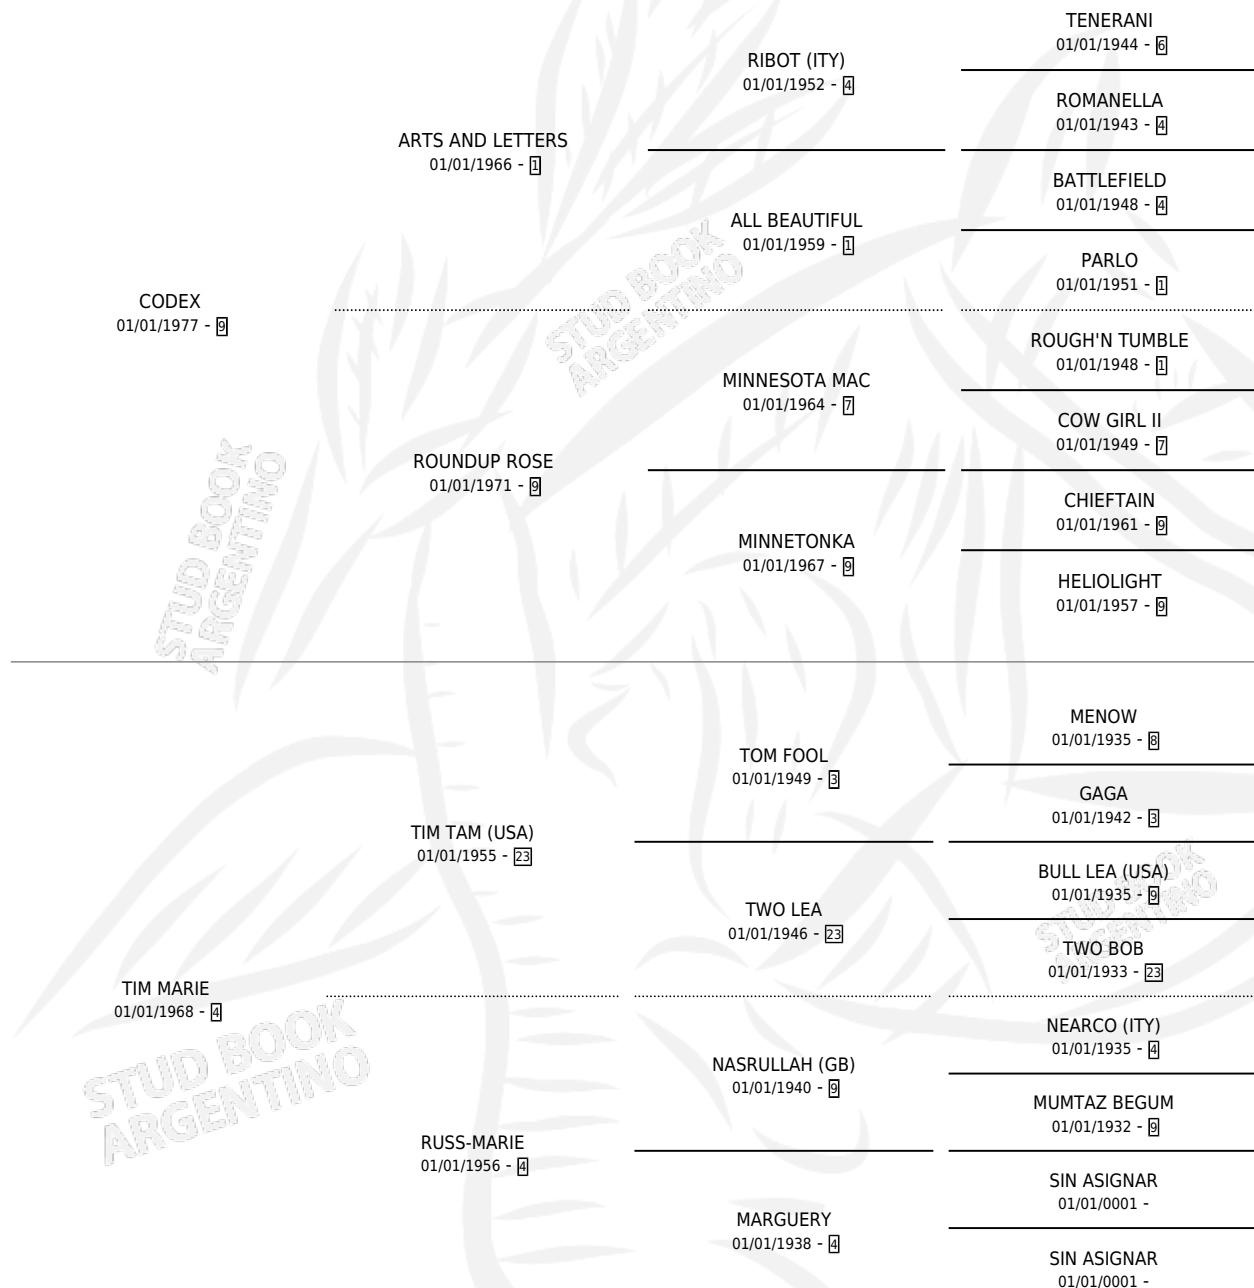 TENERANI
01/01/1944 - 6
RIBOT (ITY)
01/01/1952 - 4
ROMANELLA
01/01/1943 - 4
ARTS AND LETTERS
01/01/1966 - 1
BATTLEFIELD
01/01/1948 - 4
ALL BEAUTIFUL
01/01/1959 - 1
PARLO
01/01/1951 - 1
CODEX
01/01/1977 - 9
ROUGH'N TUMBLE
01/01/1948 - 1
MINNESOTA MAC
01/01/1964 - 7
COW GIRL II
01/01/1949 - 7
ROUNDUP ROSE
01/01/1971 - 9
CHIEFTAIN
01/01/1961 - 9
MINNETONKA
01/01/1967 - 9
HELIOLIGHT
01/01/1957 - 9
STUD BOOK
ARGENTINO
STUD BOOK
ARGENTINO
MENOW
01/01/1935 - 8
TOM FOOL
01/01/1949 - 3
GAGA
01/01/1942 - 3
TIM TAM (USA)
01/01/1955 - 23
BULL LEA (USA)
01/01/1935 - 9
TWO LEA
01/01/1946 - 23
TWO BOB
01/01/1933 - 23
STUD BOOK
ARGENTINO
TIM MARIE
01/01/1968 - 4
NEARCO (ITY)
01/01/1935 - 4
NASRULLAH (GB)
01/01/1940 - 9
MUMTAZ BEGUM
01/01/1932 - 9
RUSS-MARIE
01/01/1956 - 4
SIN ASIGNAR
01/01/0001 -
MARGUERY
01/01/1938 - 4
SIN ASIGNAR
01/01/0001 -
STUD BOOK
ARGENTINO